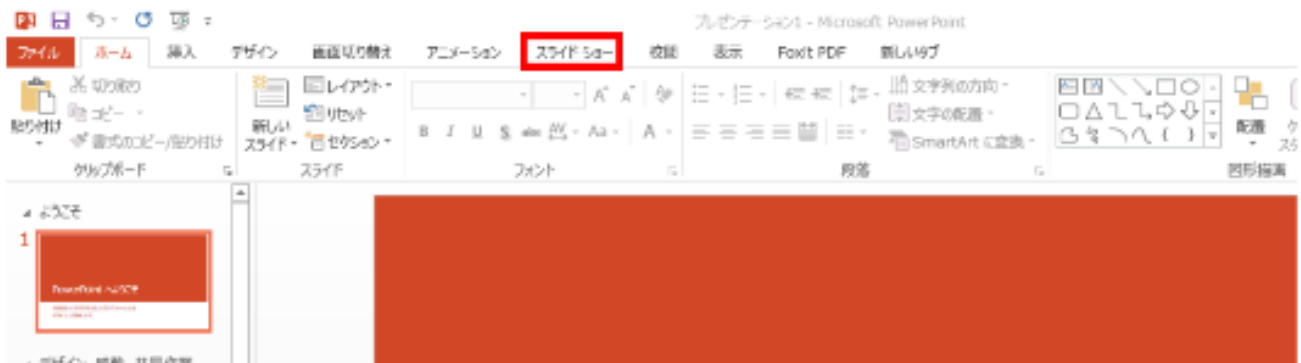 プレゼンテーション1 - Microsoft PowerPoint
ファイル ホーム 挿入 デザイン 画面切り替え アニメーション スライド ショー 校閲 表示 Foxit PDF 新しいタブ
貼り付け
切り取り
コピー
書式のコピー/貼り付け
クリップボード
新しい
スライド
レイアウト
リセット
セクション
スライド
B I U S abc AV Aa A
フォント
文字列の方向
文字の配置
SmartArt に変換
段落
配置
図形描画
ようこそ
1
PowerPoint へようこそ